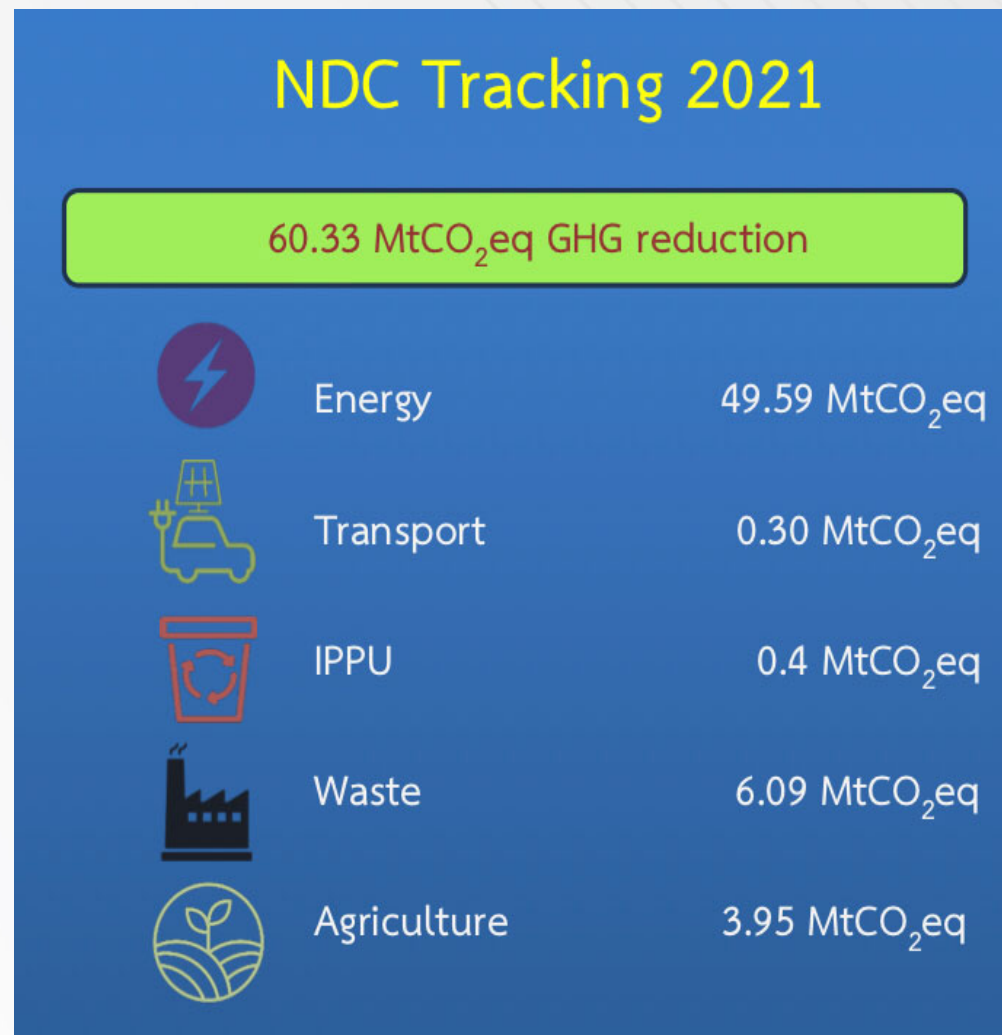 NDC Tracking 2021
60.33 MtCO₂eq GHG reduction
Energy 49.59 MtCO₂eq
Transport 0.30 MtCO₂eq
IPPU 0.4 MtCO₂eq
Waste 6.09 MtCO₂eq
Agriculture 3.95 MtCO₂eq